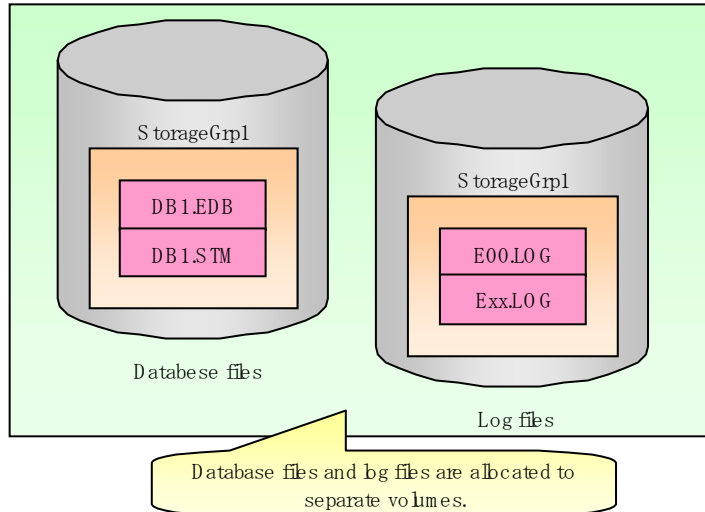 StorageGrp1
DB1.EDB
DB1.STM
Databese files
StorageGrp1
E00.LOG
Exx.LOG
Log files
Database files and log files are allocated to
separate volumes.